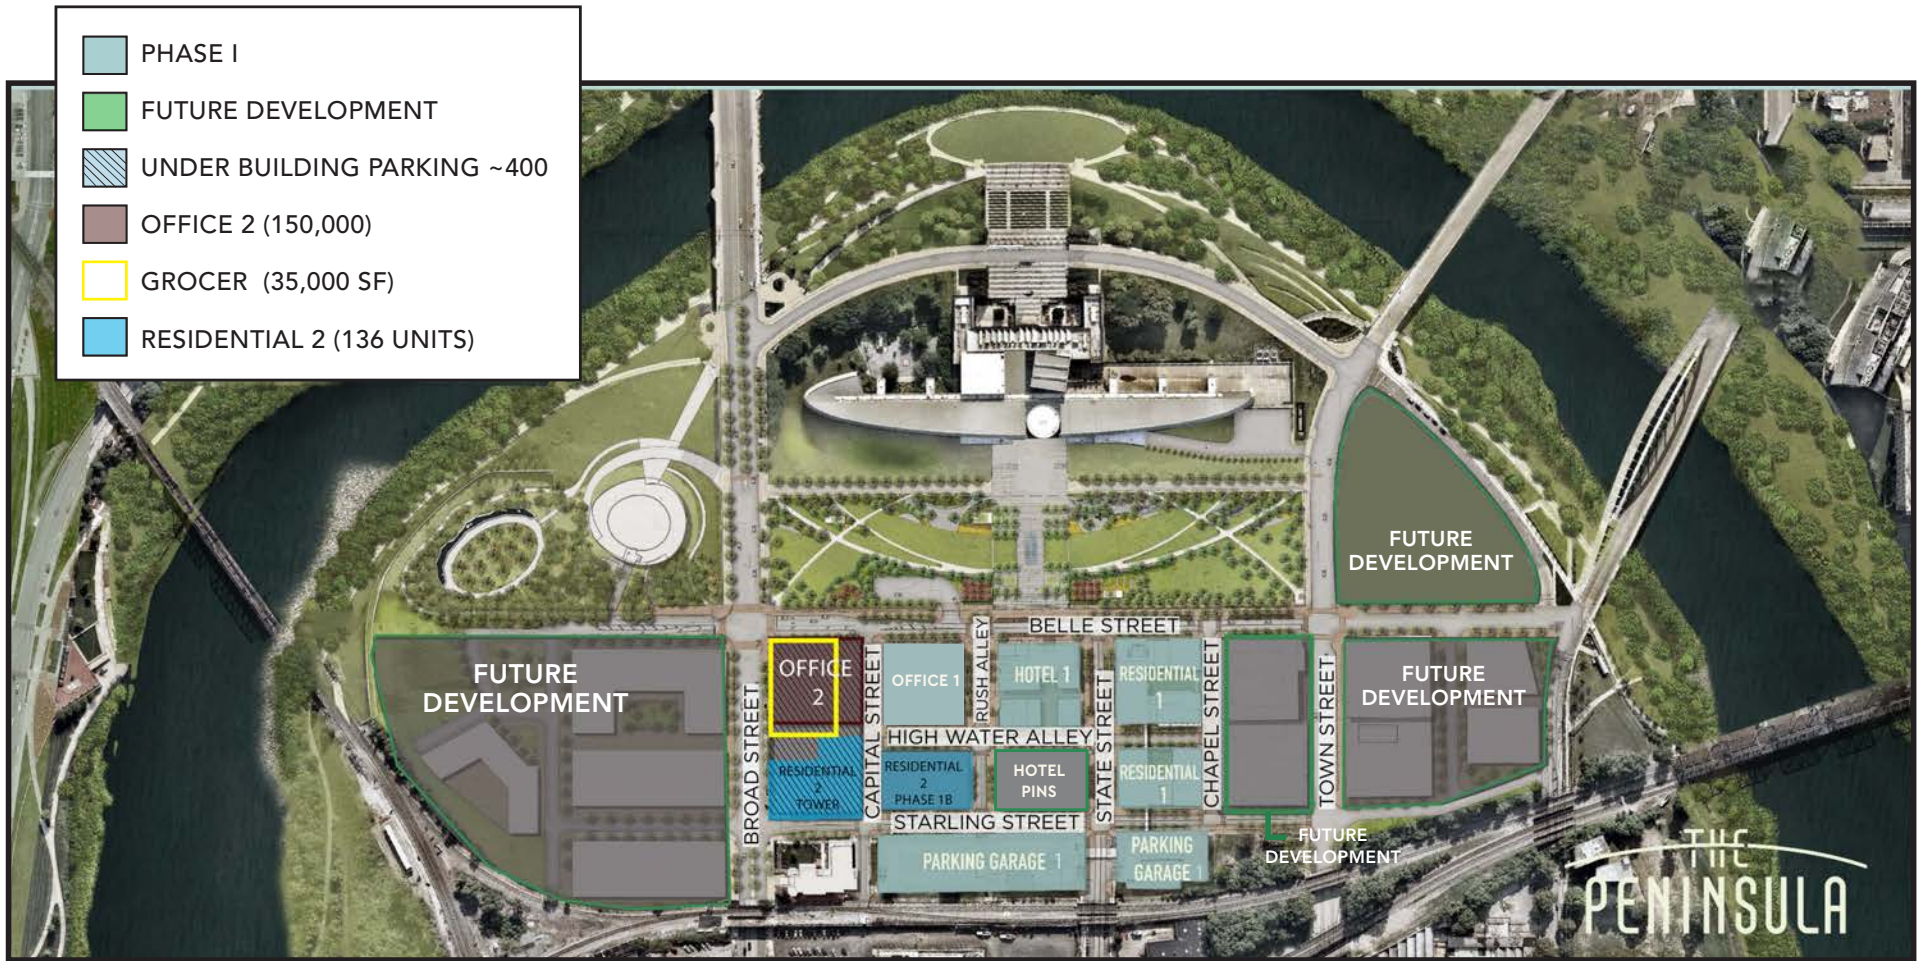 PHASE I
FUTURE DEVELOPMENT
UNDER BUILDING PARKING ~400
OFFICE 2 (150,000)
GROCER (35,000 SF)
RESIDENTIAL 2 (136 UNITS)
FUTURE
DEVELOPMENT
BELLE STREET
FUTURE
DEVELOPMENT
BROAD STREET
OFFICE
2
CAPITAL STREET
OFFICE 1
RUSH ALLEY
HOTEL 1
STATE STREET
RESIDENTIAL
1
CHAPEL STREET
TOWN STREET
FUTURE
DEVELOPMENT
HIGH WATER ALLEY
RESIDENTIAL
2
TOWER
RESIDENTIAL
2
PHASE 1B
HOTEL
PINS
RESIDENTIAL
1
STARLING STREET
PARKING GARAGE 1
PARKING
GARAGE 1
FUTURE
DEVELOPMENT
THE
PENINSULA